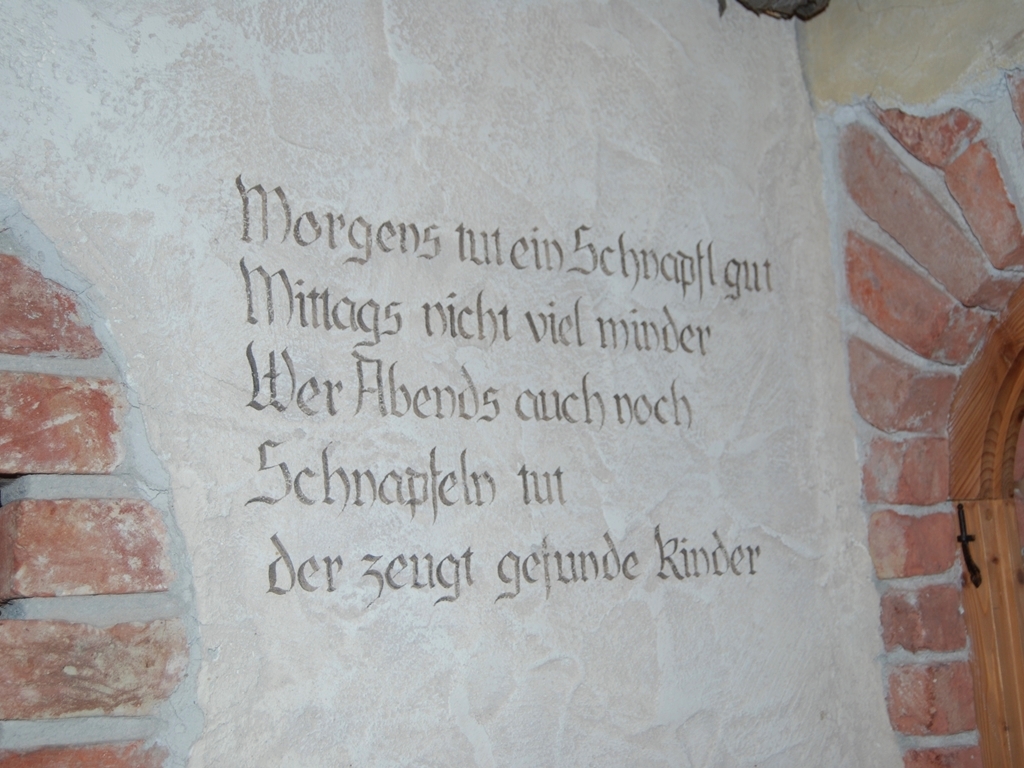 Morgens tut ein Schnapfl gut
Mittags nicht viel minder
Wer Abends auch noch
Schnapfeln tut
der zeugt gesunde Kinder